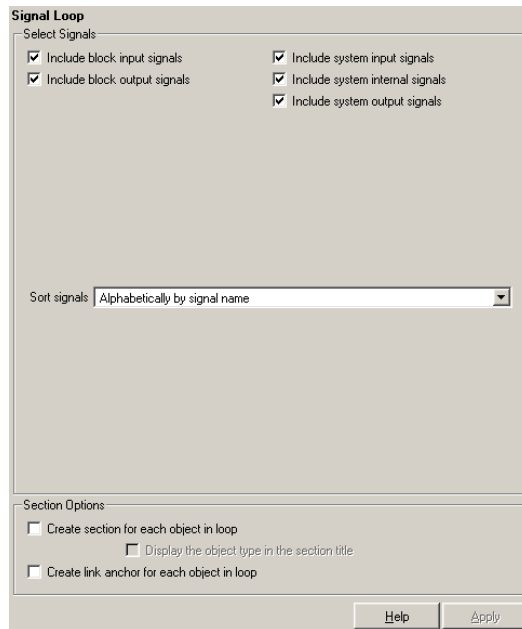 Signal Loop
Select Signals
Include block input signals
Include system input signals
Include block output signals
Include system internal signals
Include system output signals
Sort signals Alphabetically by signal name
Section Options
Create section for each object in loop
Display the object type in the section title
Create link anchor for each object in loop
Help Apply